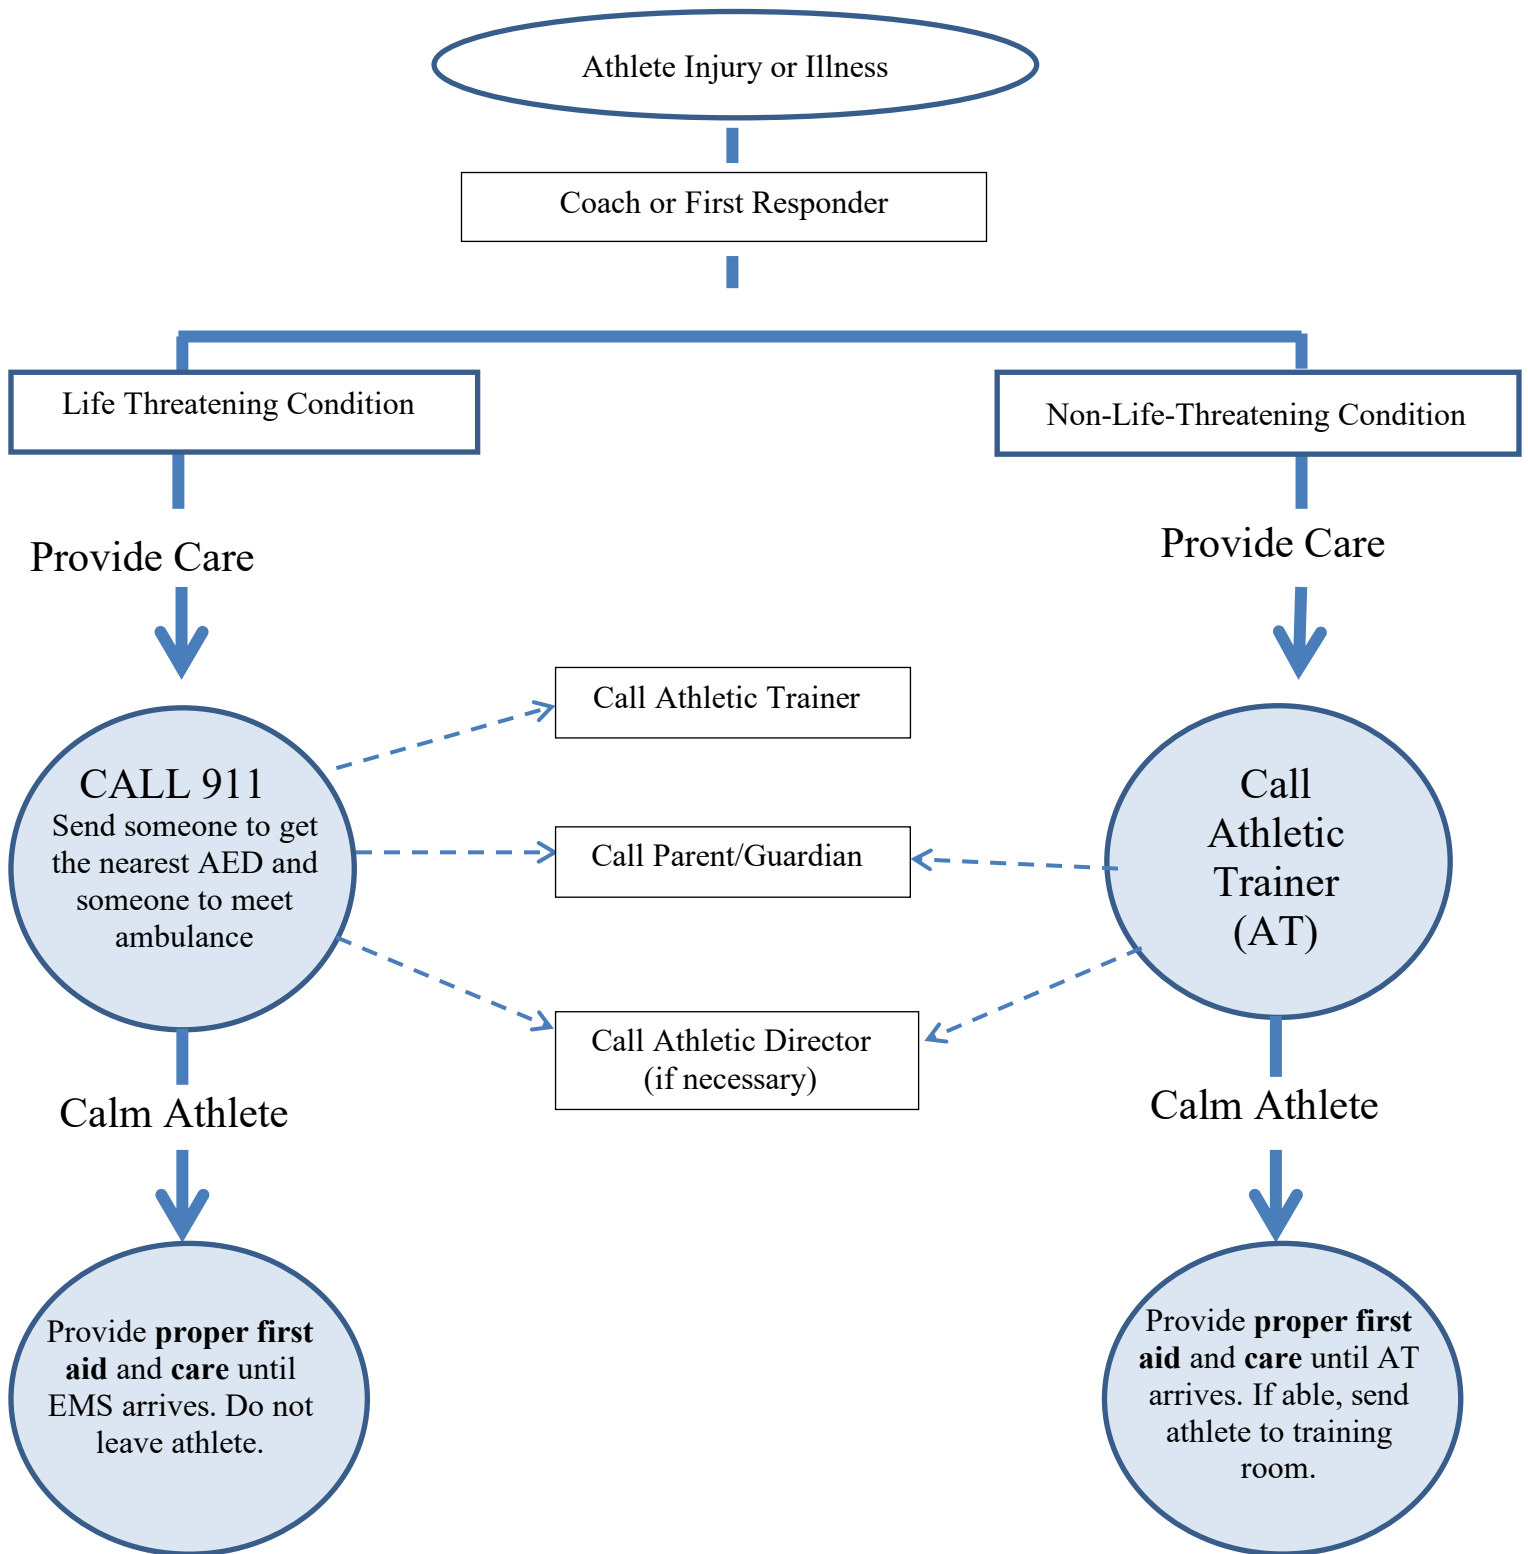 Athlete Injury or Illness
Coach or First Responder
Life Threatening Condition
Non-Life-Threatening Condition
Provide Care
Provide Care
CALL 911
Send someone to get
the nearest AED and
someone to meet
ambulance
Call Athletic Trainer
Call Parent/Guardian
Call Athletic Director
(if necessary)
Call
Athletic
Trainer
(AT)
Calm Athlete
Calm Athlete
Provide proper first
aid and care until
EMS arrives. Do not
leave athlete.
Provide proper first
aid and care until AT
arrives. If able, send
athlete to training
room.